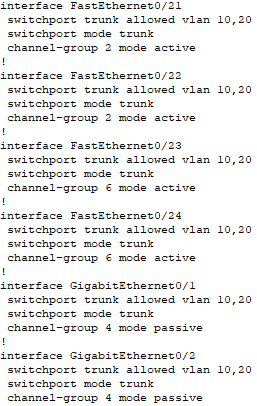 interface FastEthernet0/21
 switchport trunk allowed vlan 10,20
 switchport mode trunk
 channel-group 2 mode active
!
interface FastEthernet0/22
 switchport trunk allowed vlan 10,20
 switchport mode trunk
 channel-group 2 mode active
!
interface FastEthernet0/23
 switchport trunk allowed vlan 10,20
 switchport mode trunk
 channel-group 6 mode active
!
interface FastEthernet0/24
 switchport trunk allowed vlan 10,20
 switchport mode trunk
 channel-group 6 mode active
!
interface GigabitEthernet0/1
 switchport trunk allowed vlan 10,20
 switchport mode trunk
 channel-group 4 mode passive
!
interface GigabitEthernet0/2
 switchport trunk allowed vlan 10,20
 switchport mode trunk
 channel-group 4 mode passive